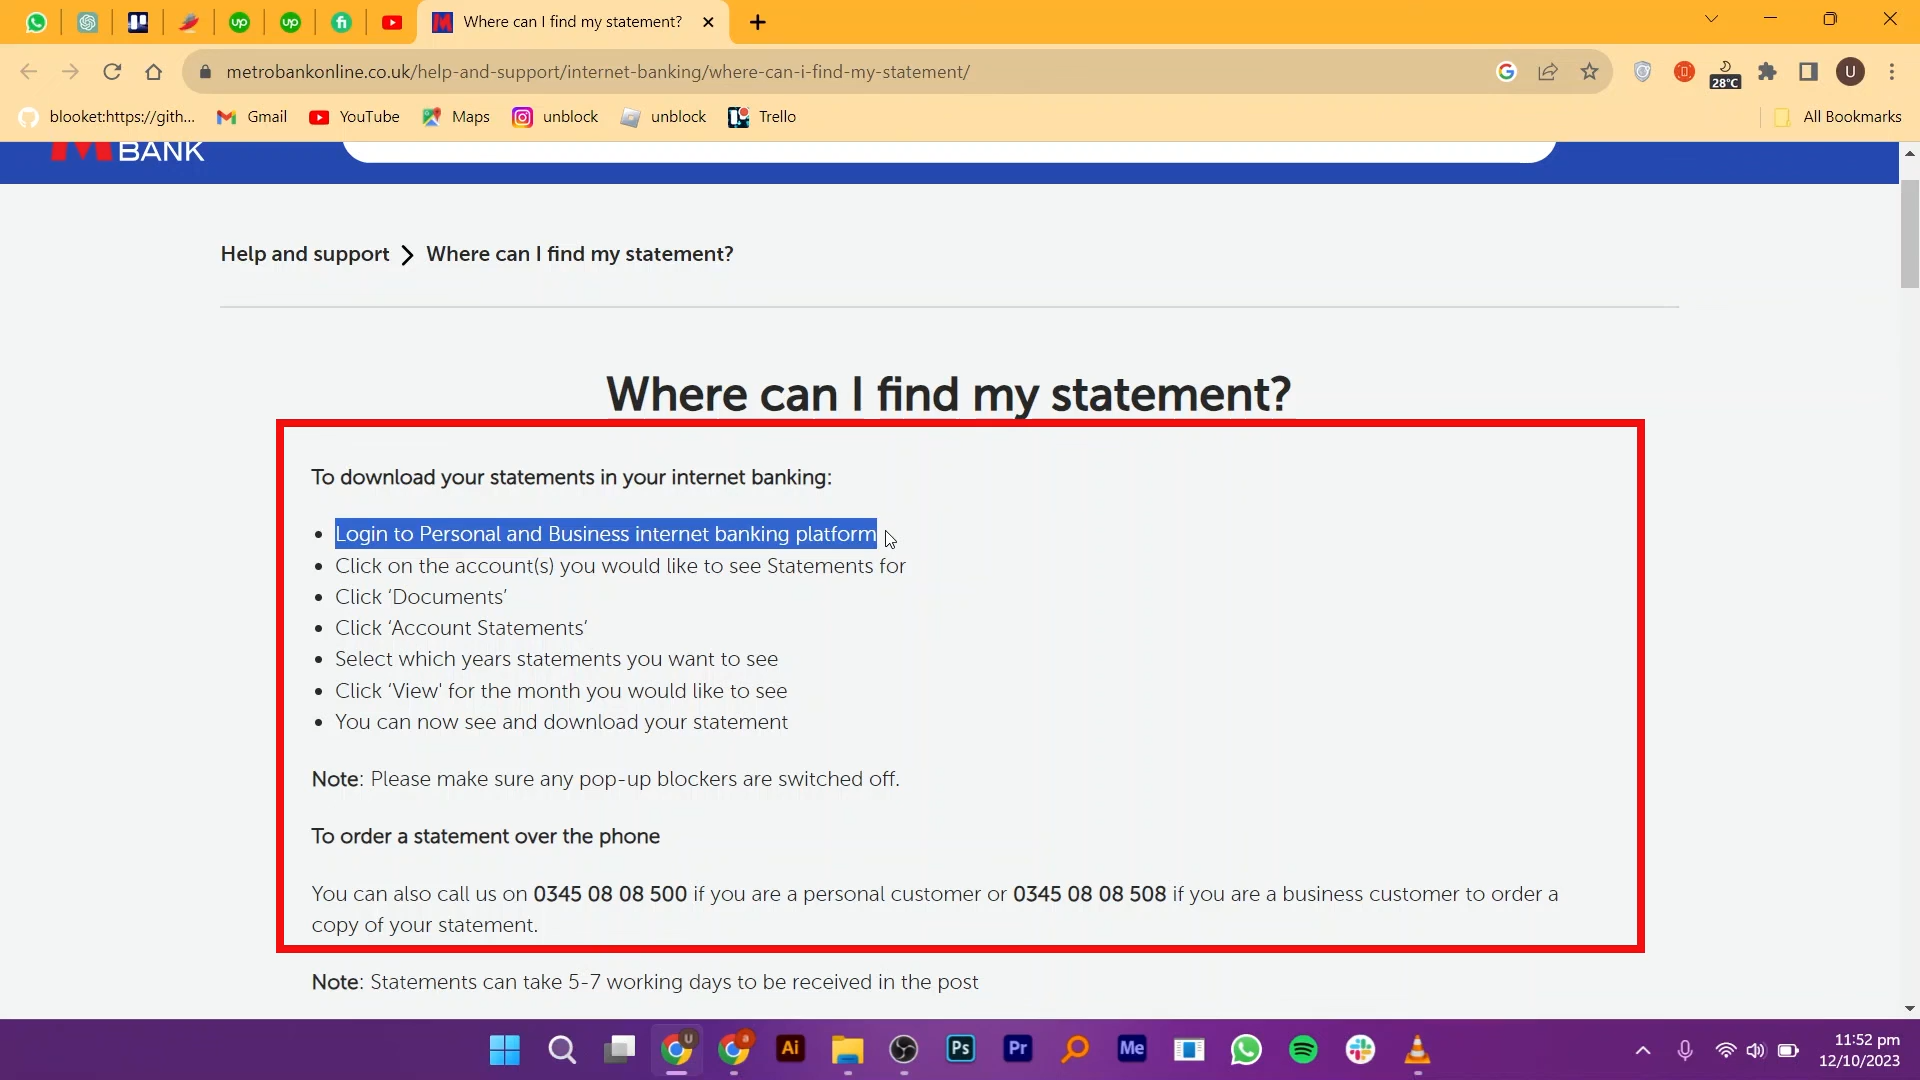 Where can I find my statement?
metrobankonline.co.uk/help-and-support/internet-banking/where-can-i-find-my-statement/
28°C
U
blooket:https://gith...
Gmail
YouTube
Maps
unblock
unblock
Trello
All Bookmarks
BANK
Help and support
Where can I find my statement?
Where can I find my statement?
To download your statements in your internet banking:
• Login to Personal and Business internet banking platform
• Click on the account(s) you would like to see Statements for
• Click ‘Documents’
• Click ‘Account Statements’
• Select which years statements you want to see
• Click ‘View' for the month you would like to see
• You can now see and download your statement
Note: Please make sure any pop-up blockers are switched off.
To order a statement over the phone
You can also call us on 0345 08 08 500 if you are a personal customer or 0345 08 08 508 if you are a business customer to order a
copy of your statement.
Note: Statements can take 5-7 working days to be received in the post
Ai
Ps
Pr
Me
11:52 pm
12/10/2023